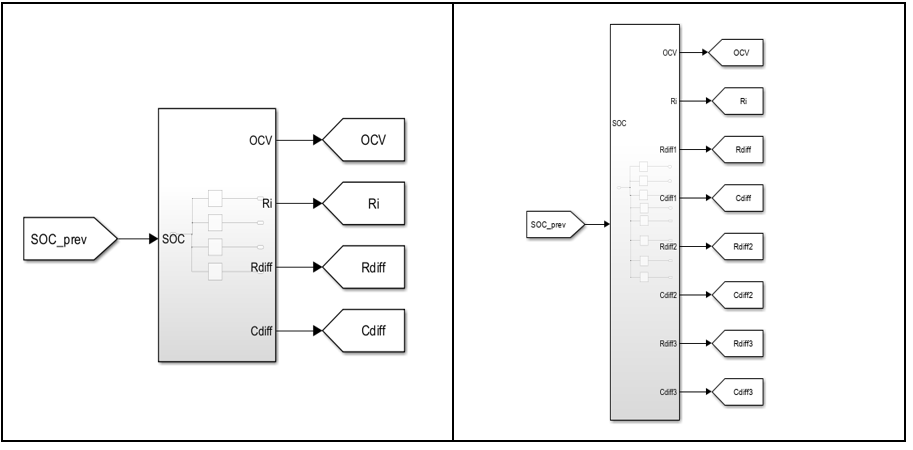 OCV
OCV
Ri
Ri
SOC_prev
SOC
Rdiff
Rdiff
Cdiff
Cdiff
OCV
OCV
Ri
Ri
SOC
Rdiff1
Rdiff
Cdiff1
Cdiff
SOC_prev
Rdiff2
Rdiff2
Cdiff2
Cdiff2
Rdiff3
Rdiff3
Cdiff3
Cdiff3